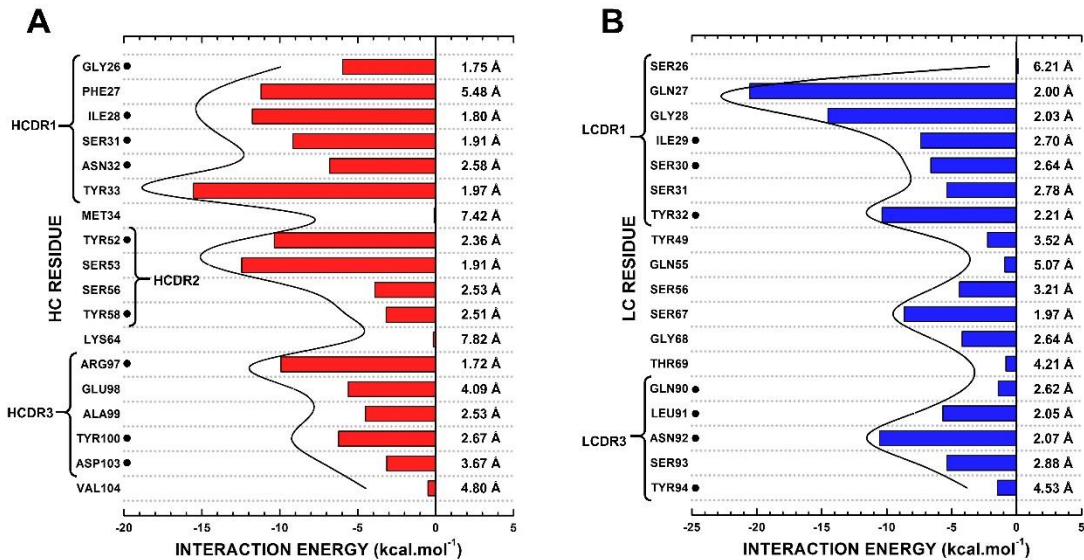 A
HC RESIDUE
HCDR1
HCDR2
HCDR3
GLY26 ● 1.75 Å
PHE27 5.48 Å
ILE28 ● 1.80 Å
SER31 ● 1.91 Å
ASN32 ● 2.58 Å
TYR33 1.97 Å
MET34 7.42 Å
TYR52 ● 2.36 Å
SER53 1.91 Å
SER56 2.53 Å
TYR58 ● 2.51 Å
LYS64 7.82 Å
ARG97 ● 1.72 Å
GLU98 4.09 Å
ALA99 2.53 Å
TYR100 ● 2.67 Å
ASP103 ● 3.67 Å
VAL104 4.80 Å
-20 -15 -10 -5 0 5
INTERACTION ENERGY (kcal.mol⁻¹)
B
LC RESIDUE
LCDR1
LCDR3
SER26 6.21 Å
GLN27 2.00 Å
GLY28 2.03 Å
ILE29 ● 2.70 Å
SER30 ● 2.64 Å
SER31 2.78 Å
TYR32 ● 2.21 Å
TYR49 3.52 Å
GLN55 5.07 Å
SER56 3.21 Å
SER67 1.97 Å
GLY68 2.64 Å
THR69 4.21 Å
GLN90 ● 2.62 Å
LEU91 ● 2.05 Å
ASN92 ● 2.07 Å
SER93 2.88 Å
TYR94 ● 4.53 Å
-25 -20 -15 -10 -5 0 5
INTERACTION ENERGY (kcal.mol⁻¹)